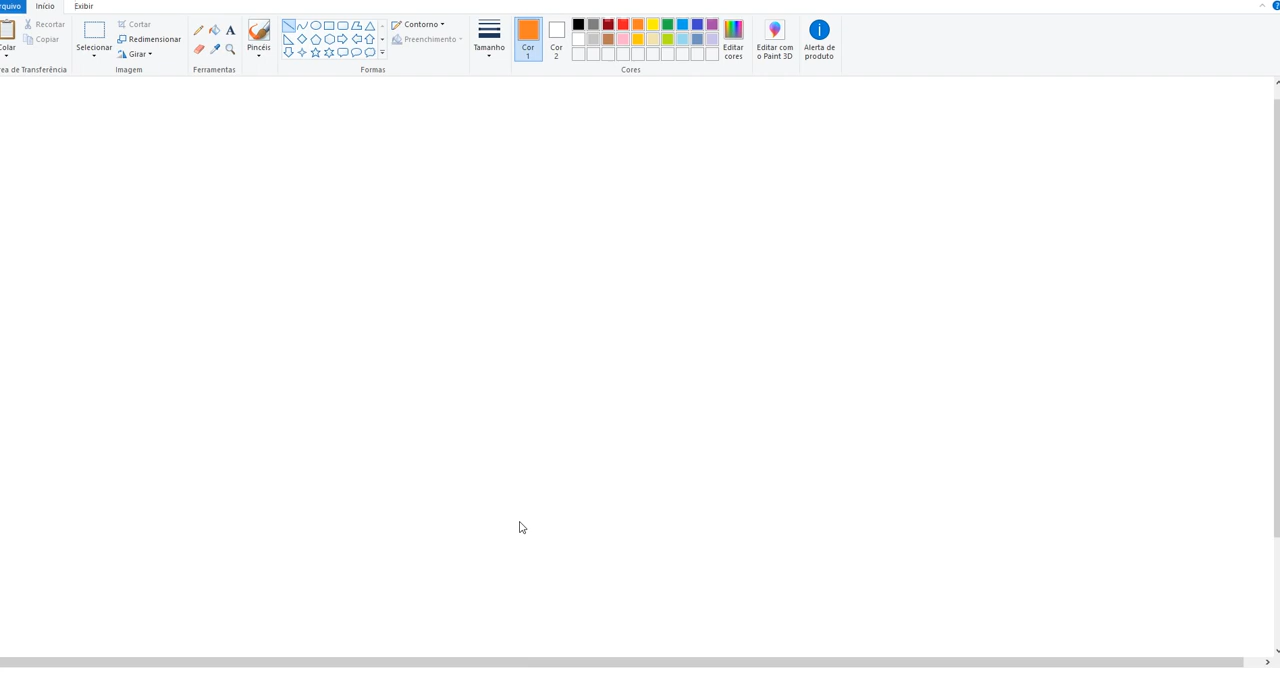 rquivo Início Exibir
Colar
Recortar
Copiar
ea de Transferência
Selecionar
Cortar
Redimensionar
Girar
Imagem
A
Ferramentas
Pincéis
Contorno
Preenchimento
Formas
Tamanho
Cor
1
Cor
2
Editar
cores
Cores
Editar com
o Paint 3D
Alerta de
produto